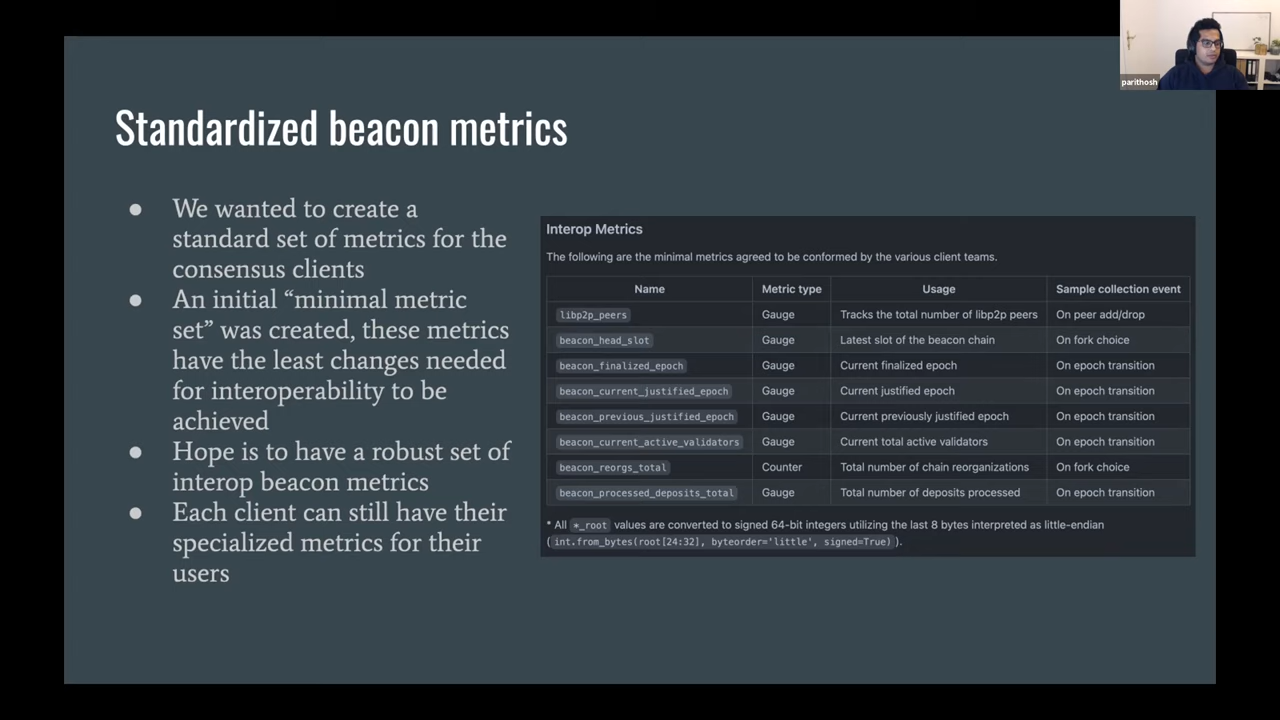 parithosh
Standardized beacon metrics
● We wanted to create a
standard set of metrics for the
consensus clients
● An initial “minimal metric
set” was created, these metrics
have the least changes needed
for interoperability to be
achieved
● Hope is to have a robust set of
interop beacon metrics
● Each client can still have their
specialized metrics for their
users
Interop Metrics
The following are the minimal metrics agreed to be conformed by the various client teams.
Name Metric type Usage Sample collection event
libp2p_peers Gauge Tracks the total number of libp2p peers On peer add/drop
beacon_head_slot Gauge Latest slot of the beacon chain On fork choice
beacon_finalized_epoch Gauge Current finalized epoch On epoch transition
beacon_current_justified_epoch Gauge Current justified epoch On epoch transition
beacon_previous_justified_epoch Gauge Current previously justified epoch On epoch transition
beacon_current_active_validators Gauge Current total active validators On epoch transition
beacon_reorgs_total Counter Total number of chain reorganizations On fork choice
beacon_processed_deposits_total Gauge Total number of deposits processed On epoch transition
* All *_root values are converted to signed 64-bit integers utilizing the last 8 bytes interpreted as little-endian
(int.from_bytes(root[24:32], byteorder='little', signed=True)).